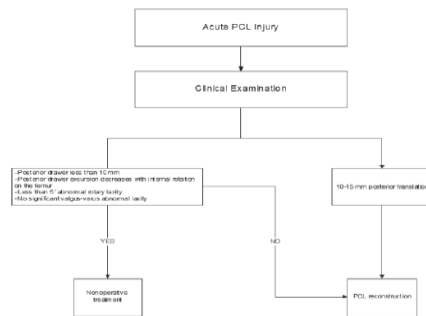 Acute PCL Injury
Clinical Examination
-Posterior drawer less than 10mm
-Posterior drawer excursion decreases with internal rotation
on the femur
-Less than 5° abnormal rotary laxity
-No significant valgus-varus abnormal laxity
10-15 mm posterior translation
YES
NO
Nonoperative
treatment
PCL reconstruction